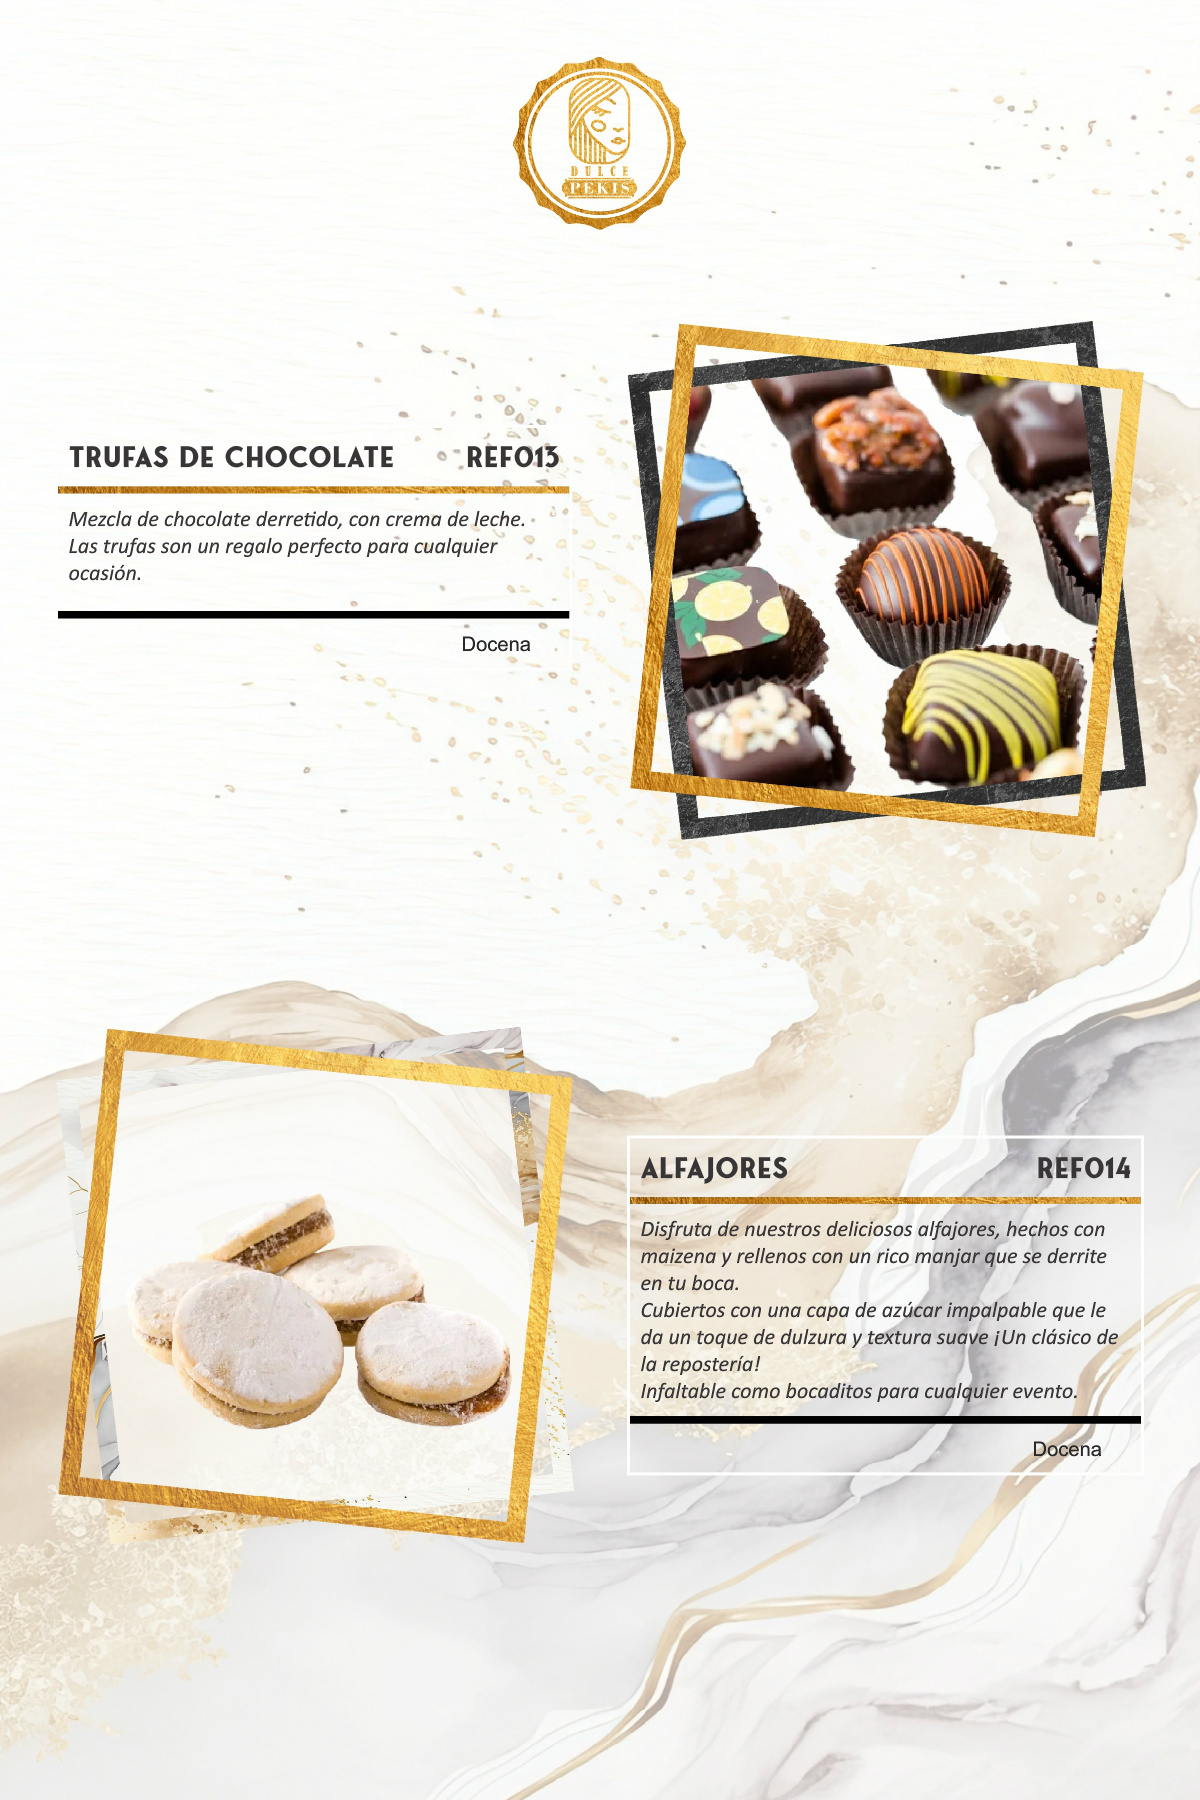 DULCE
PEKIS
TRUFAS DE CHOCOLATE REF013
Mezcla de chocolate derretido, con crema de leche.
Las trufas son un regalo perfecto para cualquier
ocasión.
Docena
ALFAJORES REF014
Disfruta de nuestros deliciosos alfajores, hechos con
maizena y rellenos con un rico manjar que se derrite
en tu boca.
Cubiertos con una capa de azúcar impalpable que le
da un toque de dulzura y textura suave ¡Un clásico de
la repostería!
Infaltable como bocaditos para cualquier evento.
Docena